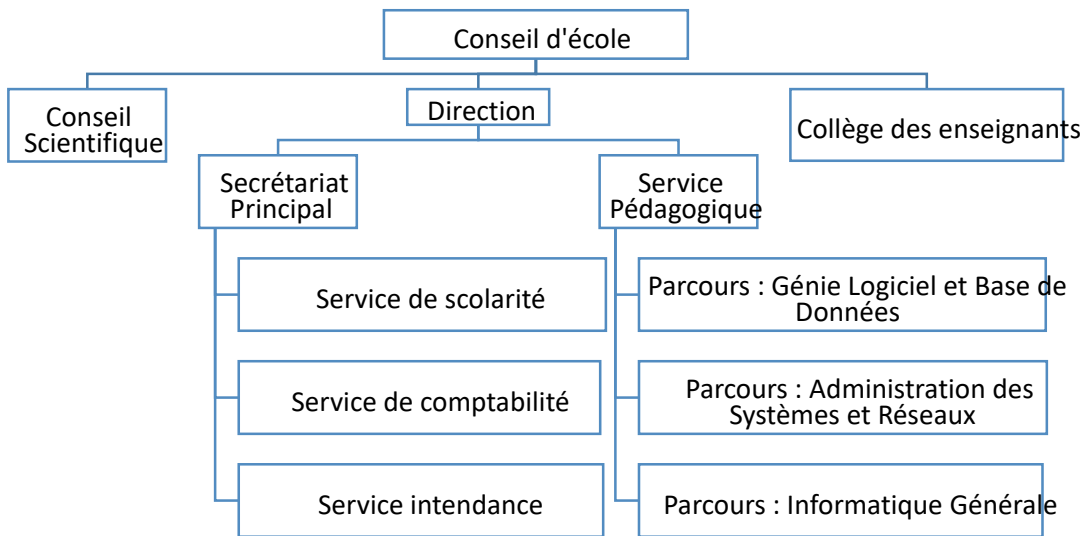 Conseil d'école
Conseil
Scientifique
Direction
Collège des enseignants
Secrétariat
Principal
Service
Pédagogique
Service de scolarité
Parcours : Génie Logiciel et Base de
Données
Service de comptabilité
Parcours : Administration des
Systèmes et Réseaux
Service intendance
Parcours : Informatique Générale